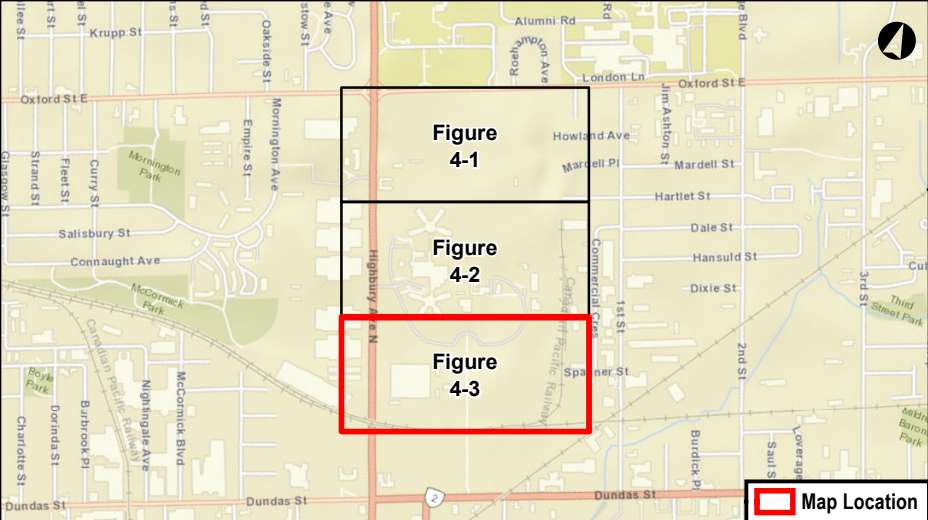 Krupp St
Oakside St
Alumni Rd
Roehampton Ave
London Ln
Oxford St E
Oxford St E
Figure
4-1
Howland Ave
Mardell Pl
Jim Ashton St
Mardell St
Mornington Ave
Empire St
Mornington
Park
Glasgow St
Strand St
Fleet St
Curry St
Hartlet St
Salisbury St
Connaught Ave
Highbury Ave N
Figure
4-2
Dale St
Hansuld St
Dixie St
Commercial Cres
1st St
2nd St
3rd St
Third
Street Park
McCormick
Park
Figure
4-3
Canadian Pacific Railway
Spanner St
Canadian Pacific Railway
Boyle
Park
Charlotte St
Dorinda St
Burbrook Pl
Nightingale Ave
McCormick Blvd
Burdick Pl
Saul S
Loverage
Park
Dundas St
Dundas St
2
Dundas St
Map Location